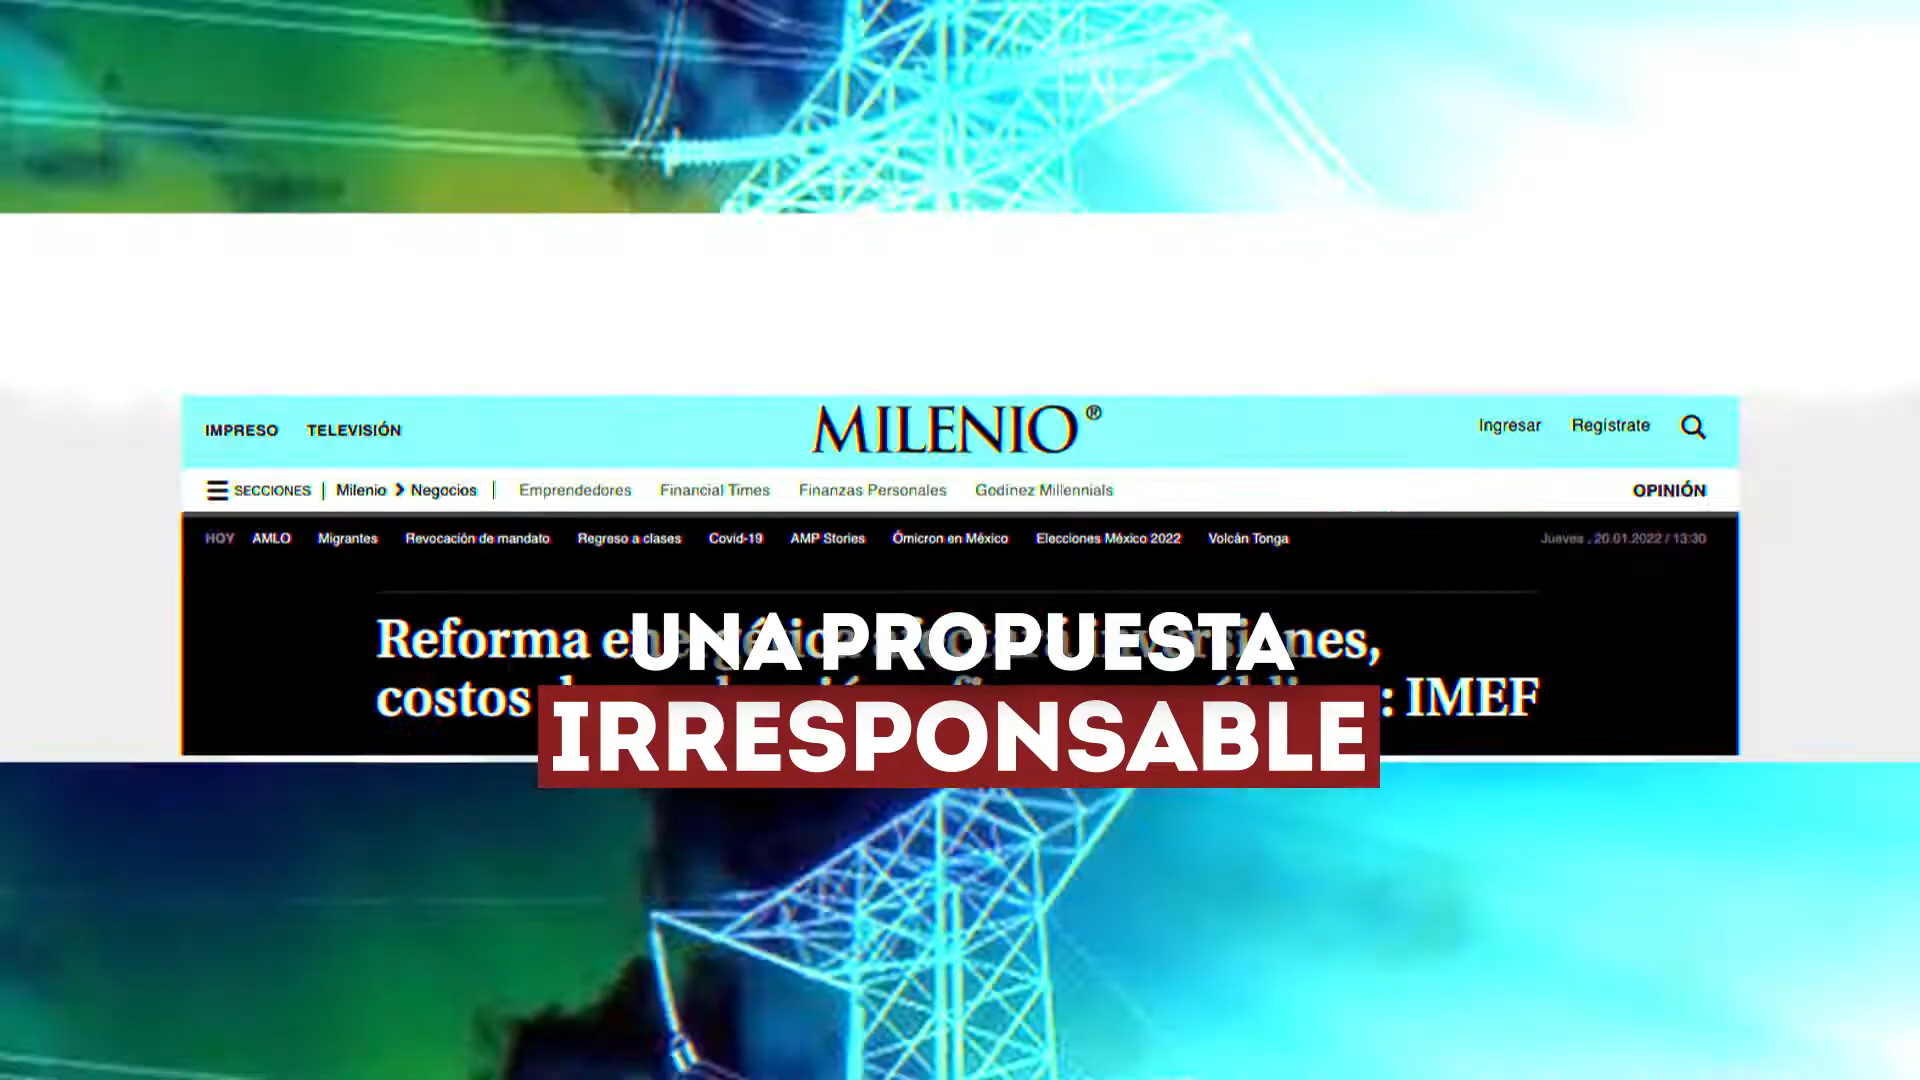 IMPRESO TELEVISIÓN MILENIO® Ingresar Regístrate
SECCIONES | Milenio > Negocios | Emprendedores Financial Times Finanzas Personales Godínez Millennials OPINIÓN
HOY AMLO Migrantes Revocación de mandato Regreso a clases Covid-19 AMP Stories Ómicron en México Elecciones México 2022 Volcán Tonga Jueves , 20.01.2022 / 13:30
Reforma
costos : IMEF
UNA PROPUESTA
IRRESPONSABLE